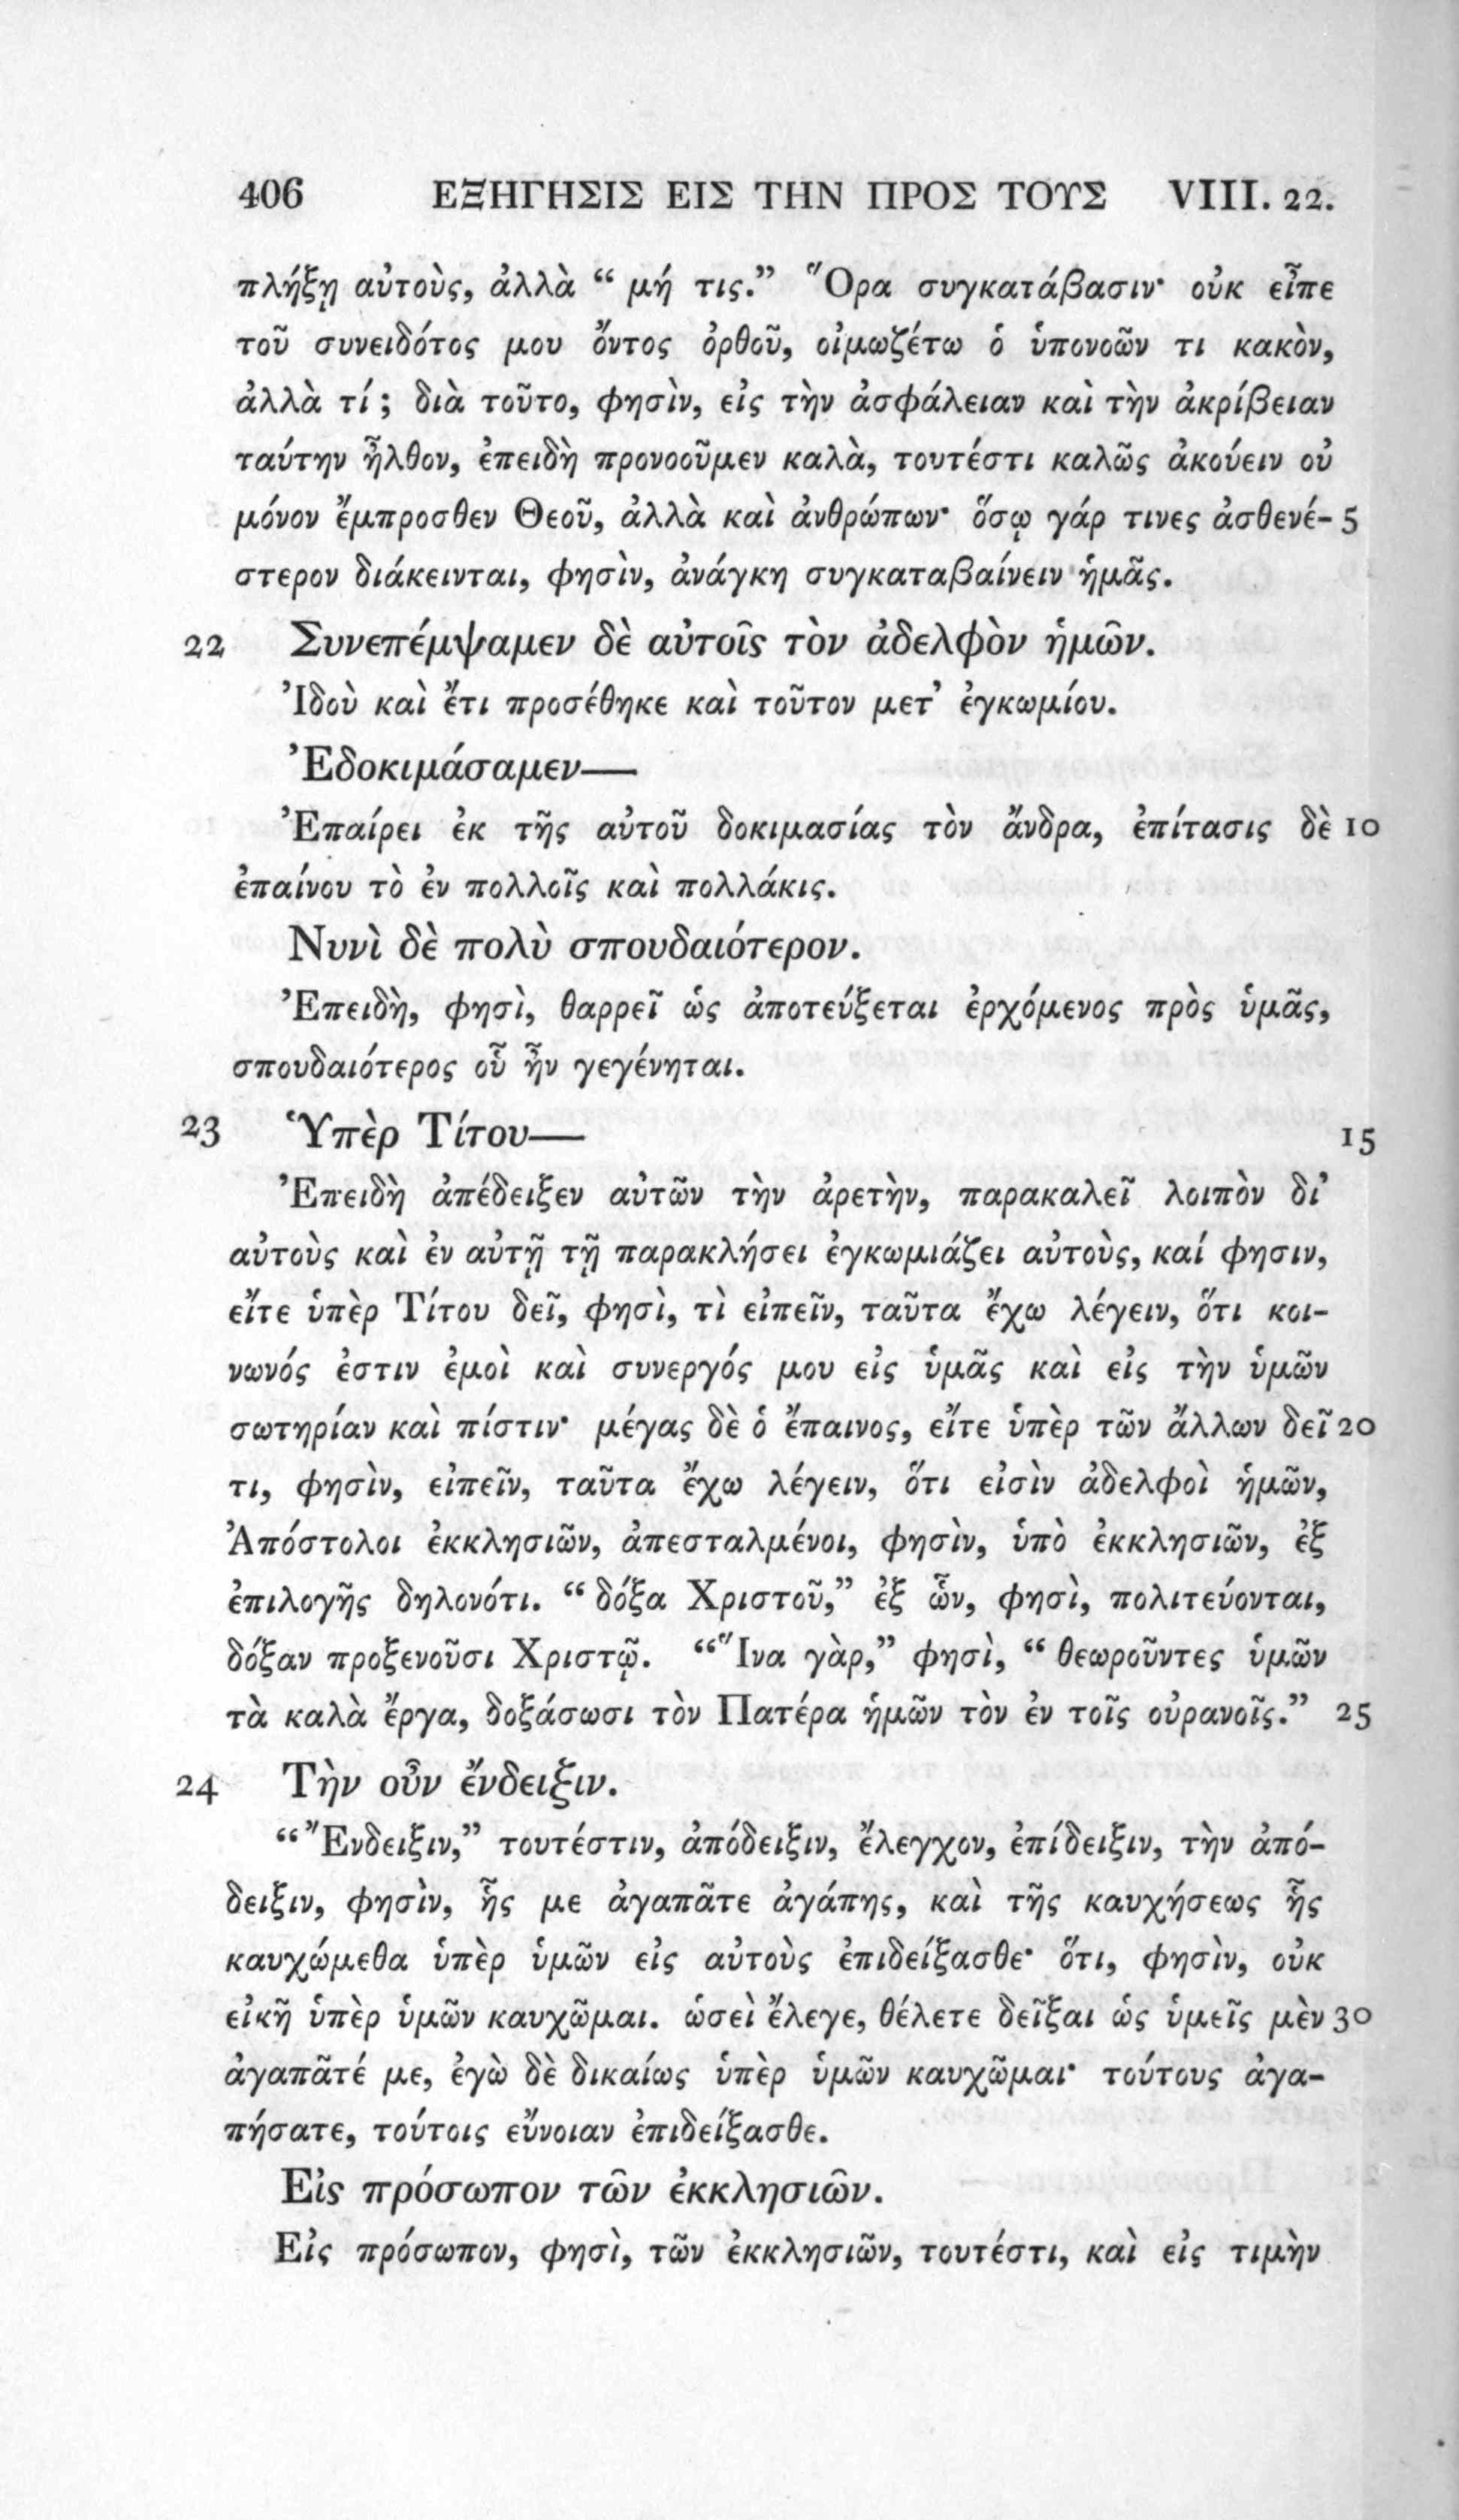 406 ΕΞΗΓΗΣΙΣ ΕΙΣ ΤΗΝ ΠΡΟΣ ΤΟΥΣ VIII. 22.
πλήξῃ αὐτοὺς, ἀλλὰ “ μή τις.” Ὅρα συγκατάβασιν· οὐκ εἶπε
τοῦ συνειδότος μου ὄντος ὀρθοῦ, οἰμωζέτω ὁ ὑπονοῶν τι κακὸν,
ἀλλὰ τί; διὰ τοῦτο, φησὶν, εἰς τὴν ἀσφάλειαν καὶ τὴν ἀκρίβειαν
ταύτην ἦλθον, ἐπειδὴ προνοοῦμεν καλὰ, τουτέστι καλῶς ἀκούειν οὐ
μόνον ἔμπροσθεν Θεοῦ, ἀλλὰ καὶ ἀνθρώπων· ὅσῳ γάρ τινες ἀσθενέ- 5
στερον διάκεινται, φησὶν, ἀνάγκη συγκαταβαίνειν ἡμᾶς.
22 Συνεπέμψαμεν δὲ αὐτοῖς τὸν ἀδελφὸν ἡμῶν.
Ἰδοὺ καὶ ἔτι προσέθηκε καὶ τοῦτον μετ’ ἐγκωμίου.
Ἐδοκιμάσαμεν—
Ἐπαίρει ἐκ τῆς αὐτοῦ δοκιμασίας τὸν ἄνδρα, ἐπίτασις δὲ 10
ἐπαίνου τὸ ἐν πολλοῖς καὶ πολλάκις.
Νυνὶ δὲ πολὺ σπουδαιότερον.
Ἐπειδὴ, φησὶ, θαρρεῖ ὡς ἀποτεύξεται ἐρχόμενος πρὸς ὑμᾶς,
σπουδαιότερος οὗ ἦν γεγένηται.
23 Ὑπὲρ Τίτου— 15
Ἐπειδὴ ἀπέδειξεν αὐτῶν τὴν ἀρετὴν, παρακαλεῖ λοιπὸν δι’
αὐτοὺς καὶ ἐν αὐτῇ τῇ παρακλήσει ἐγκωμιάζει αὐτοὺς, καί φησιν,
εἴτε ὑπὲρ Τίτου δεῖ, φησὶ, τὶ εἰπεῖν, ταῦτα ἔχω λέγειν, ὅτι κοι-
νωνός ἐστιν ἐμοὶ καὶ συνεργός μου εἰς ὑμᾶς καὶ εἰς τὴν ὑμῶν
σωτηρίαν καὶ πίστιν· μέγας δὲ ὁ ἔπαινος, εἴτε ὑπὲρ τῶν ἄλλων δεῖ 20
τι, φησὶν, εἰπεῖν, ταῦτα ἔχω λέγειν, ὅτι εἰσὶν ἀδελφοὶ ἡμῶν,
Ἀπόστολοι ἐκκλησιῶν, ἀπεσταλμένοι, φησὶν, ὑπὸ ἐκκλησιῶν, ἐξ
ἐπιλογῆς δηλονότι. “ δόξα Χριστοῦ,” ἐξ ὧν, φησὶ, πολιτεύονται,
δόξαν προξενοῦσι Χριστῷ. “ Ἵνα γὰρ,” φησὶ, “ θεωροῦντες ὑμῶν
τὰ καλὰ ἔργα, δοξάσωσι τὸν Πατέρα ἡμῶν τὸν ἐν τοῖς οὐρανοῖς.” 25
24 Τὴν οὖν ἔνδειξιν.
“ Ἔνδειξιν,” τουτέστιν, ἀπόδειξιν, ἔλεγχον, ἐπίδειξιν, τὴν ἀπό-
δειξιν, φησὶν, ἧς με ἀγαπᾶτε ἀγάπης, καὶ τῆς καυχήσεως ἧς
καυχώμεθα ὑπὲρ ὑμῶν εἰς αὐτοὺς ἐπιδείξασθε· ὅτι, φησὶν, οὐκ
εἰκῆ ὑπὲρ ὑμῶν καυχῶμαι. ὡσεὶ ἔλεγε, θέλετε δεῖξαι ὡς ὑμεῖς μὲν 30
ἀγαπᾶτέ με, ἐγὼ δὲ δικαίως ὑπὲρ ὑμῶν καυχῶμαι· τούτους ἀγα-
πήσατε, τούτοις εὔνοιαν ἐπιδείξασθε.
Εἰς πρόσωπον τῶν ἐκκλησιῶν.
Εἰς πρόσωπον, φησὶ, τῶν ἐκκλησιῶν, τουτέστι, καὶ εἰς τιμὴν